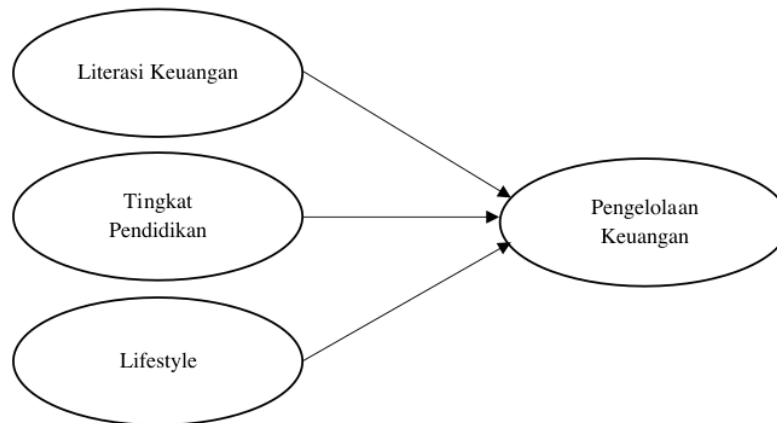 Literasi Keuangan
Tingkat
Pendidikan
Pengelolaan
Keuangan
Lifestyle